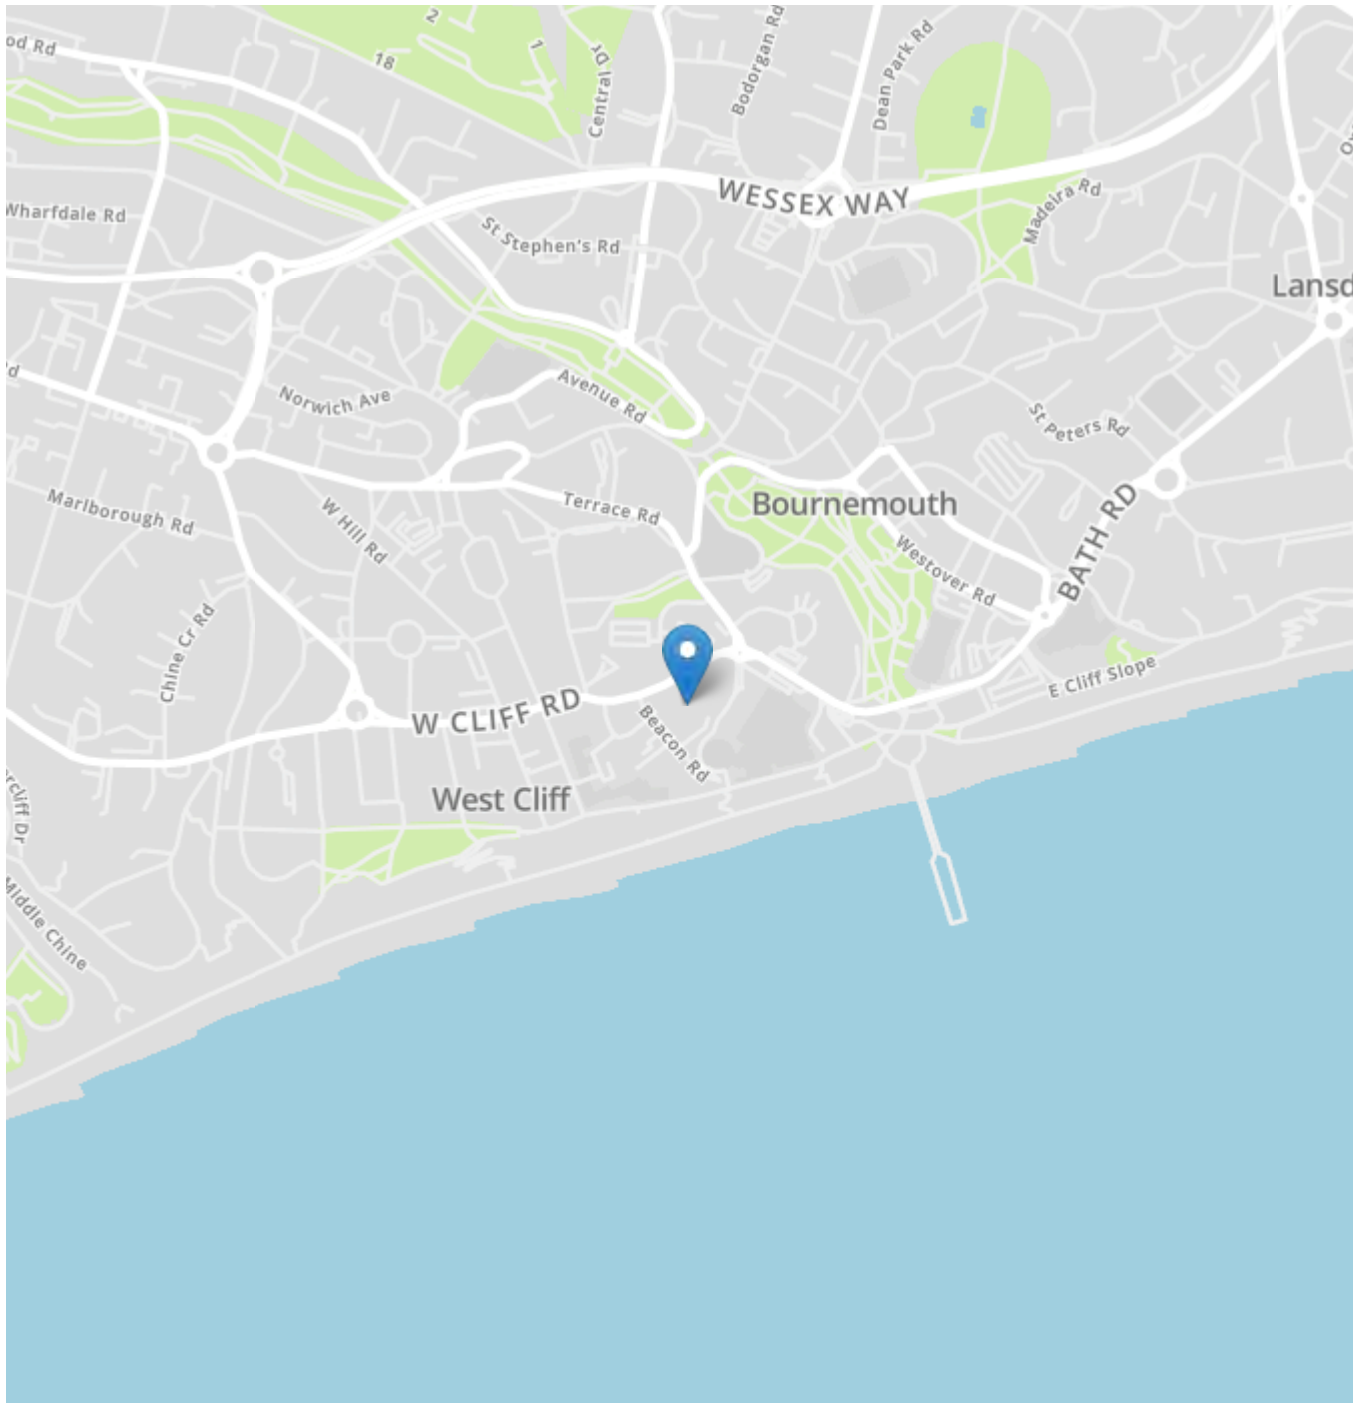 2
1
18
od Rd
Central Dr
Bodorgan Rd
Dean Park Rd
WESSEX WAY
Madeira Rd
Wharfdale Rd
St Stephen's Rd
Lansd
Norwich Ave
Avenue Rd
St Peters Rd
Marlborough Rd
W Hill Rd
Terrace Rd
Bournemouth
Westover Rd
BATH RD
Chine Cr Rd
E Cliff Slope
W CLIFF RD
Beacon Rd
West Cliff
rcliff Dr
Middle Chine